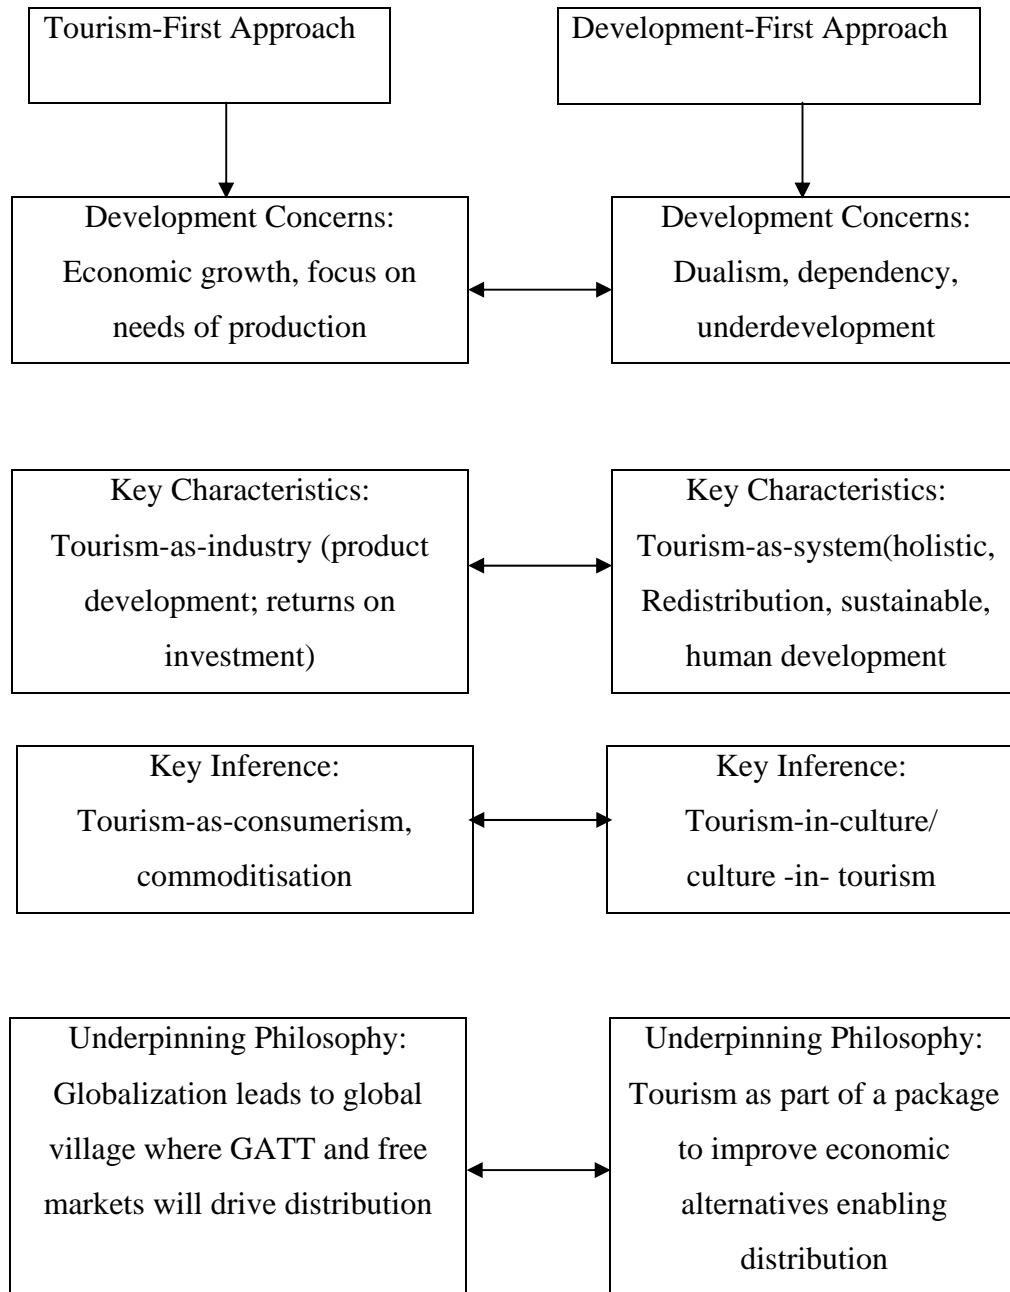 Tourism-First Approach
Development-First Approach
Development Concerns:
Economic growth, focus on
needs of production
Development Concerns:
Dualism, dependency,
underdevelopment
Key Characteristics:
Tourism-as-industry (product
development; returns on
investment)
Key Characteristics:
Tourism-as-system(holistic,
Redistribution, sustainable,
human development
Key Inference:
Tourism-as-consumerism,
commoditisation
Key Inference:
Tourism-in-culture/
culture -in- tourism
Underpinning Philosophy:
Globalization leads to global
village where GATT and free
markets will drive distribution
Underpinning Philosophy:
Tourism as part of a package
to improve economic
alternatives enabling
distribution